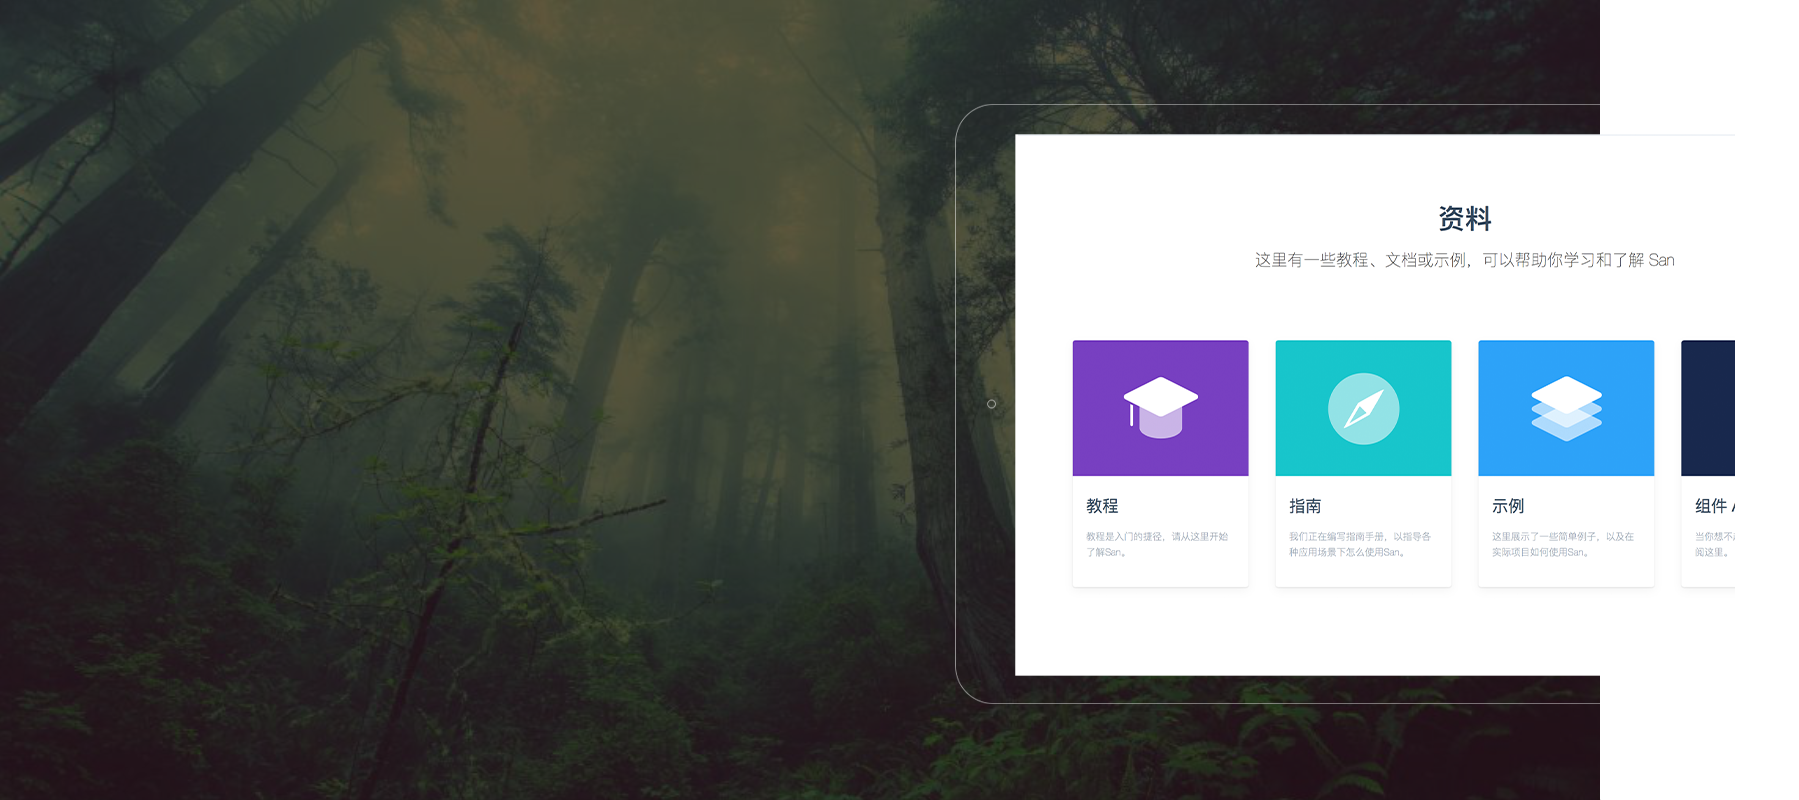 资料
这里有一些教程、文档或示例，可以帮助你学习和了解 San
教程
教程是入门的捷径，请从这里开始
了解San。
指南
我们正在编写指南手册，以指导各
种应用场景下怎么使用San。
示例
这里展示了一些简单例子，以及在
实际项目如何使用San。
组件
当你想不
阅这里。